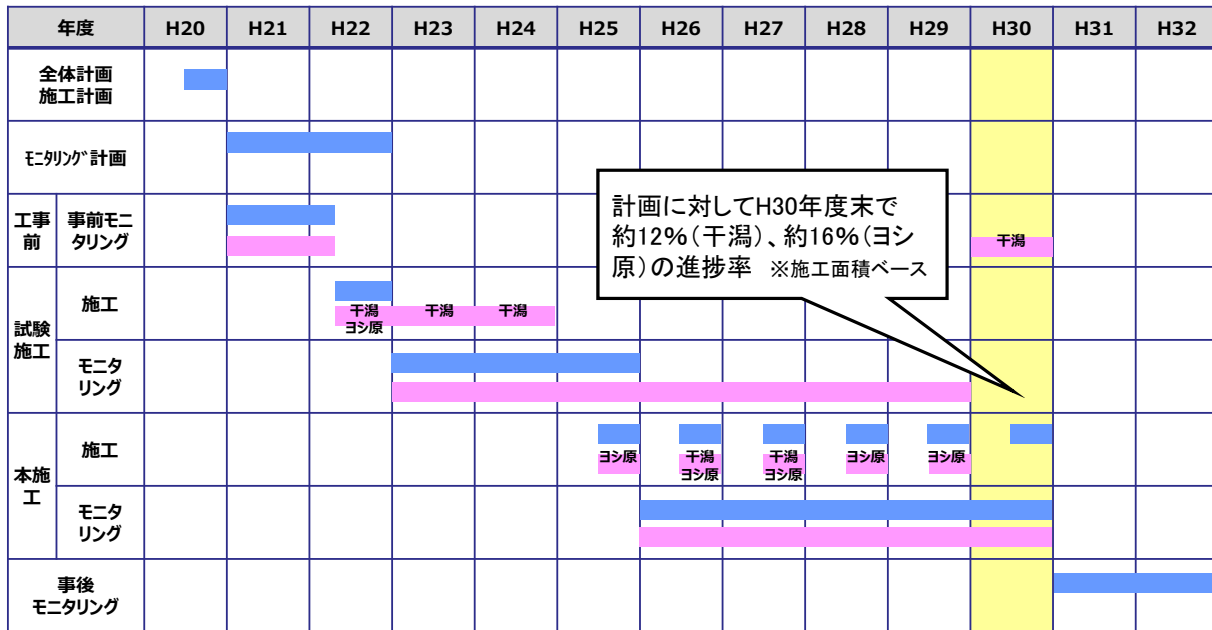 年度 H20 H21 H22 H23 H24 H25 H26 H27 H28 H29 H30 H31 H32
全体計画
施工計画
ﾓﾆﾀﾘﾝｸﾞ計画
計画に対してH30年度末で
約12%(干潟)、約16%(ヨシ
原)の進捗率 ※施工面積ベース
工事
前
事前モニ
タリング
干潟
試験
施工
施工
干潟 干潟 干潟
ヨシ原
モニタ
リング
本施
工
施工
ヨシ原 干潟 干潟 ヨシ原 ヨシ原
ヨシ原 ヨシ原
モニタ
リング
事後
モニタリング